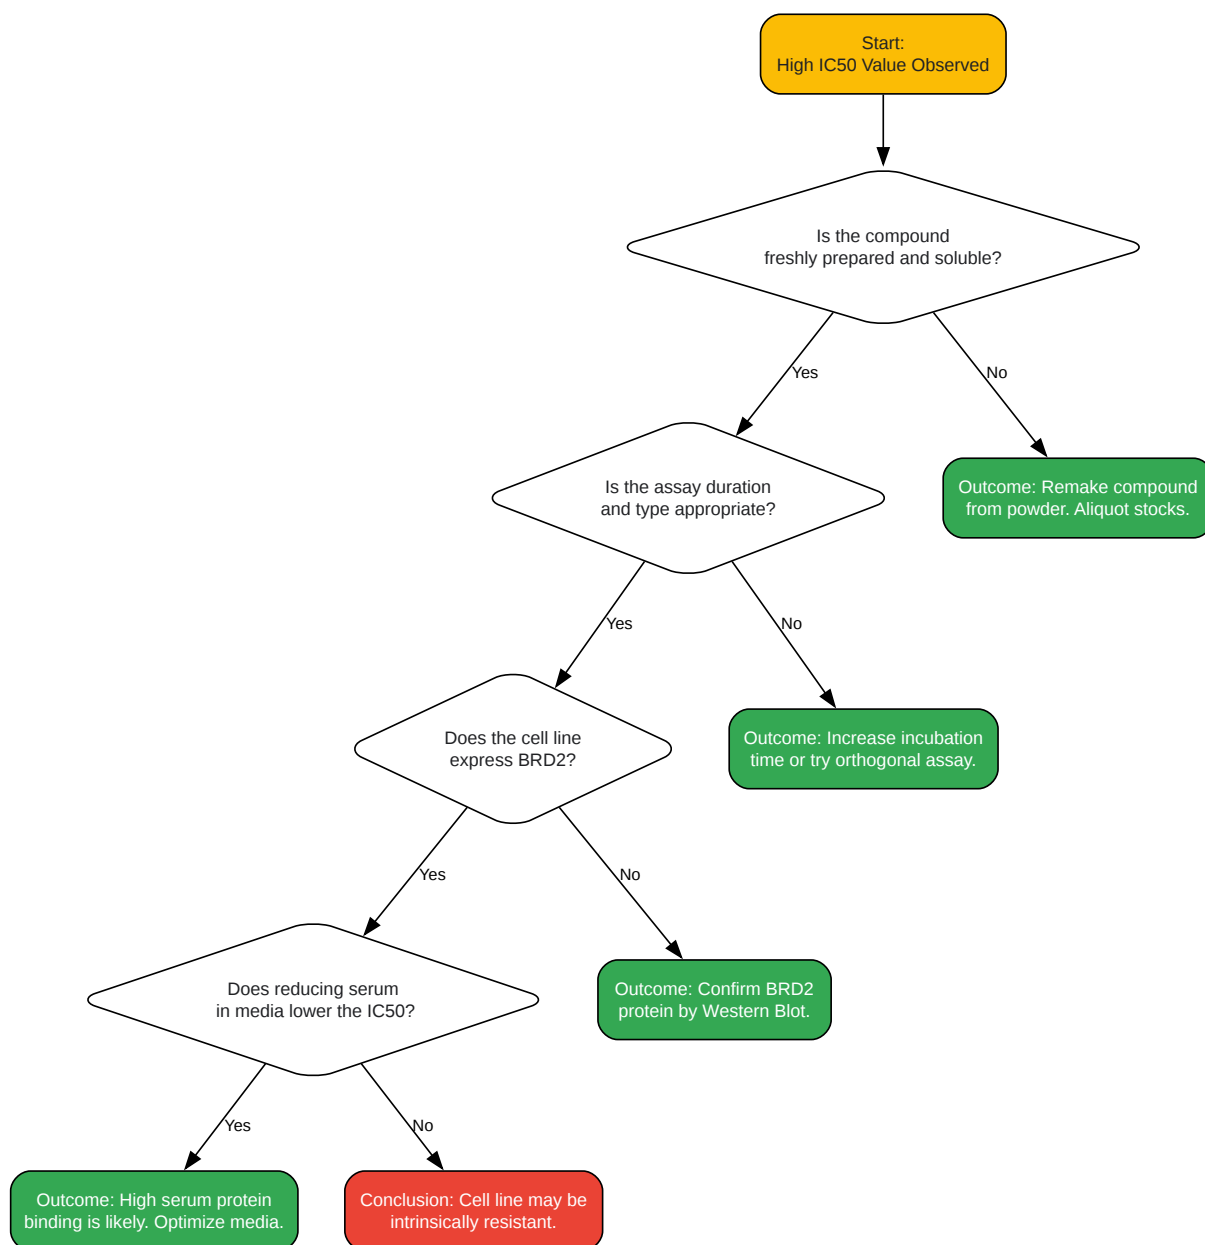 Start:
High IC50 Value Observed
Is the compound
freshly prepared and soluble?
Yes
No
Is the assay duration
and type appropriate?
Outcome: Remake compound
from powder. Aliquot stocks.
Yes
No
Does the cell line
express BRD2?
Outcome: Increase incubation
time or try orthogonal assay.
Yes
No
Does reducing serum
in media lower the IC50?
Outcome: Confirm BRD2
protein by Western Blot.
Yes
No
Outcome: High serum protein
binding is likely. Optimize media.
Conclusion: Cell line may be
intrinsically resistant.